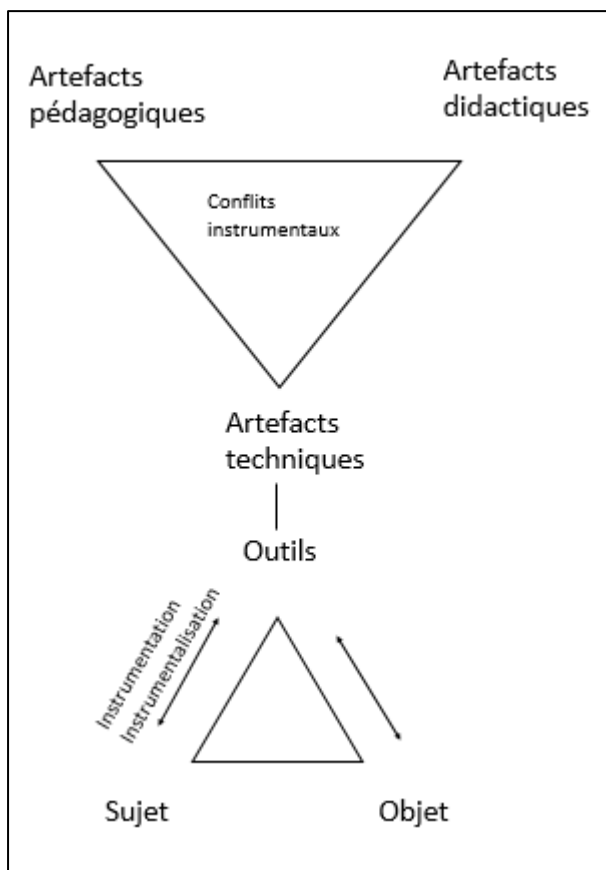 Artefacts
pédagogiques
Artefacts
didactiques
Conflits
instrumentaux
Artefacts
techniques
Outils
Instrumentation
Instrumentalisation
Sujet
Objet